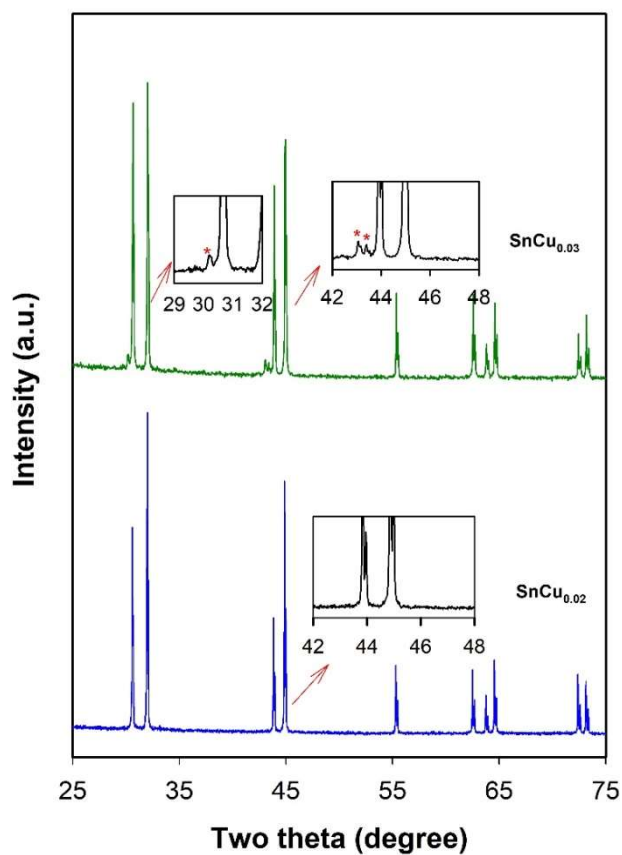 Intensity (a.u.)
*
29 30 31 32
* *
42 44 46 48
SnCu0.03
42 44 46 48
SnCu0.02
25 35 45 55 65 75
Two theta (degree)